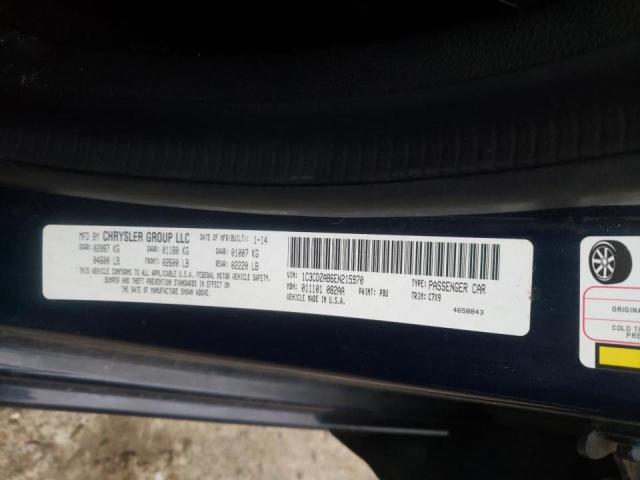 MFD BY CHRYSLER GROUP LLC DATE OF MFR(BUILT): 1-14
GVWR: 02087 KG GAWR: 01180 KG GAWR: 01007 KG
04600 LB FRONT: 02600 LB REAR: 02220 LB
THIS VEHICLE CONFORMS TO ALL APPLICABLE U.S.A. FEDERAL MOTOR VEHICLE SAFETY,
BUMPER AND THEFT PREVENTION STANDARDS IN EFFECT
ON THE DATE OF MANUFACTURE SHOWN ABOVE.
VIN: 1C3CDZAB6EN215970 TYPE: PASSENGER CAR
MDH: 011101 082AA PAINT: PBU TRIM: C7X9
VEHICLE MADE IN U.S.A. 4658843
ORIGINA
COLD TI
PRE